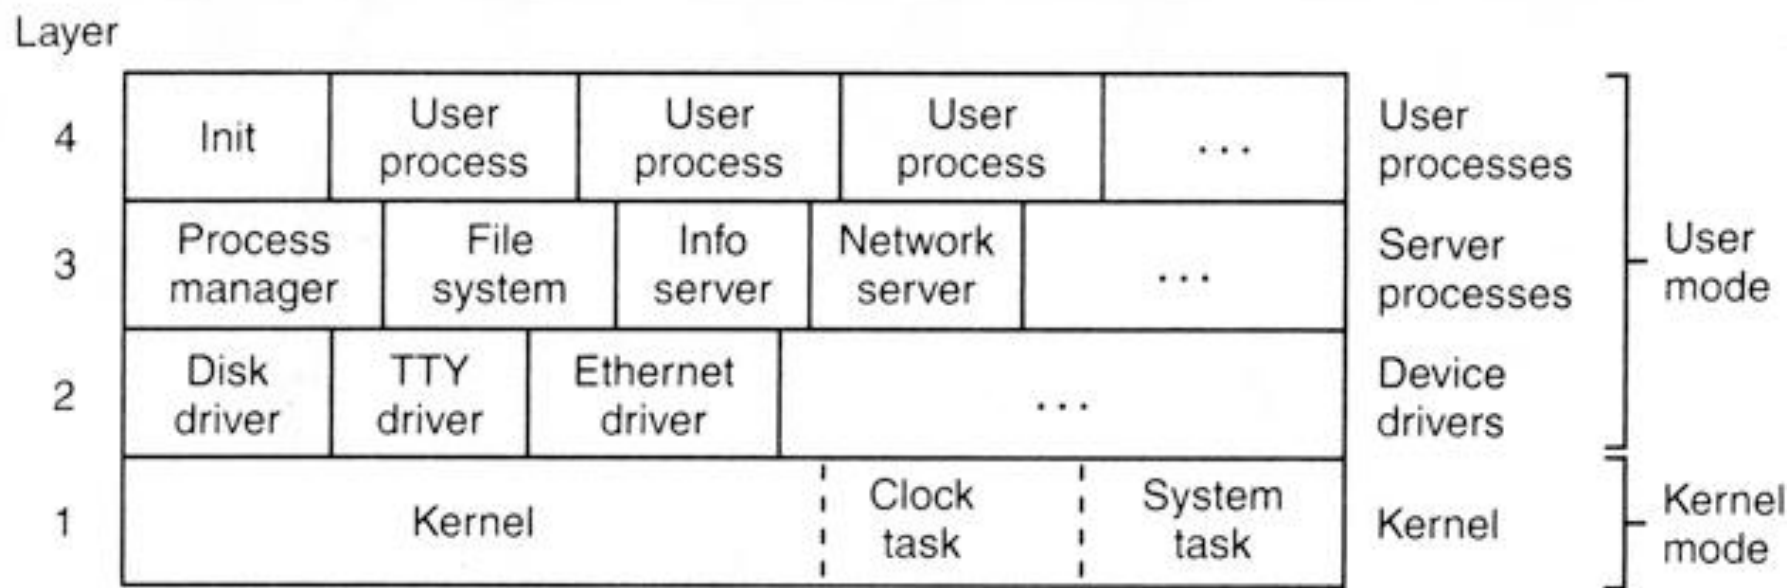 Layer
4
Init
User
process
User
process
User
process
...
User
processes
3
Process
manager
File
system
Info
server
Network
server
...
Server
processes
User
mode
2
Disk
driver
TTY
driver
Ethernet
driver
...
Device
drivers
1
Kernel
Clock
task
System
task
Kernel
Kernel
mode